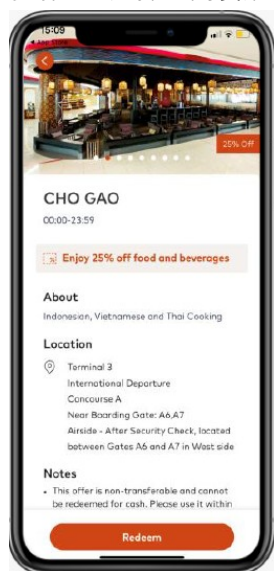 15:09
App Store
25% Off
CHO GAO
00:00-23:59
Enjoy 25% off food and beverages
About
Indonesian, Vietnamese and Thai Cooking
Location
Terminal 3
International Departure
Concourse A
Near Boarding Gate: A6,A7
Airside - After Security Check, located
between Gates A6 and A7 in West side
Notes
• This offer is non-transferable and cannot
be redeemed for cash. Please use it within
Redeem